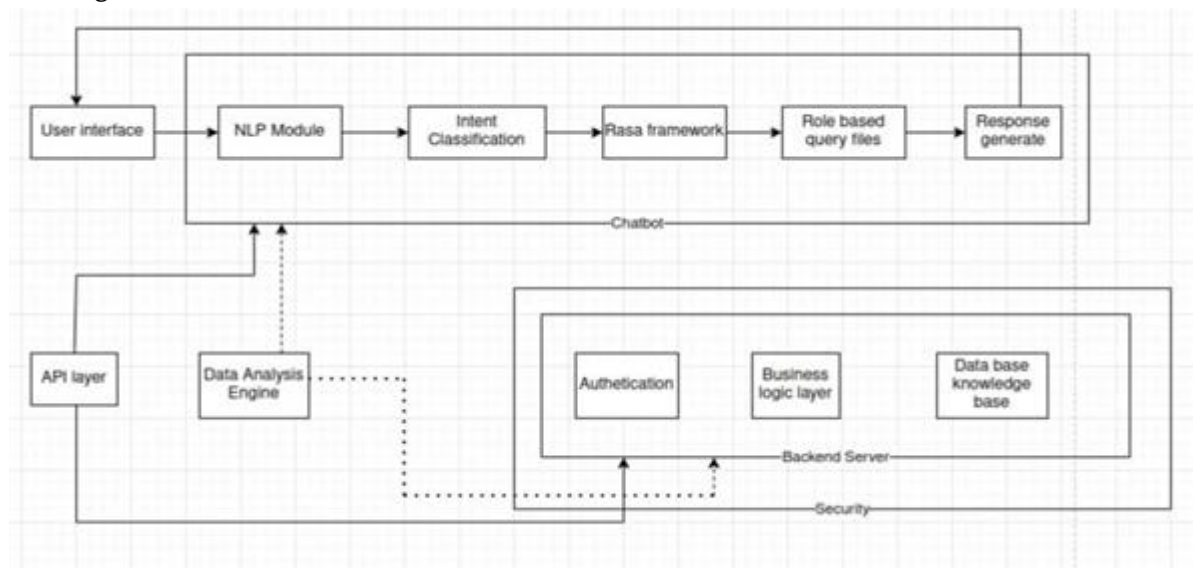 User interface
NLP Module
Intent
Classification
Rasa framework
Role based
query files
Response
generate
Chatbot
API layer
Data Analysis
Engine
Authetication
Business
logic layer
Data base
knowledge
base
Backend Server
Security